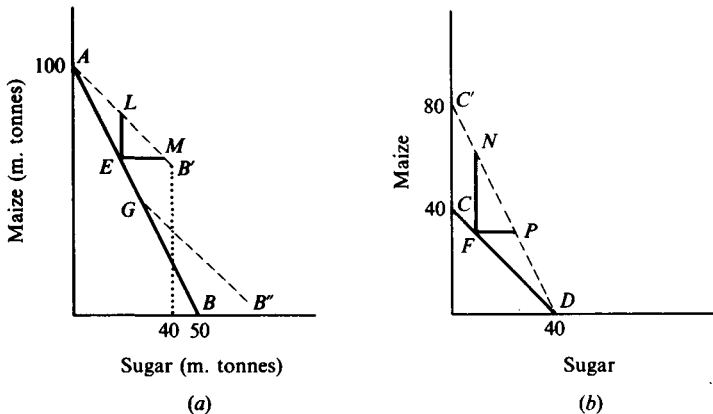 A
100
L
M
E
B′
G
B
B″
40 50
Maize (m. tonnes)
Sugar (m. tonnes)
(a)
80
C′
N
40
C
P
F
D
40
Maize
Sugar
(b)